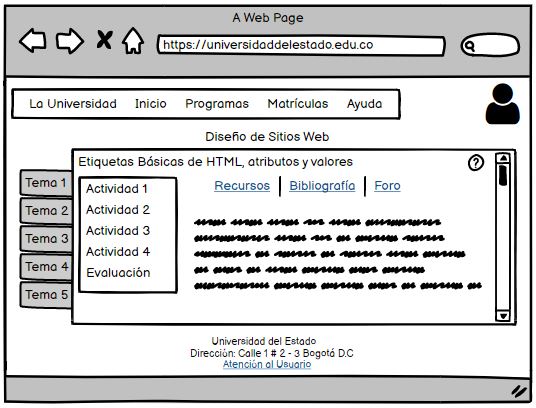 A Web Page
https://universidaddelestado.edu.co
La Universidad Inicio Programas Matrículas Ayuda
Diseño de Sitios Web
Etiquetas Básicas de HTML, atributos y valores ?
Tema 1
Tema 2
Tema 3
Tema 4
Tema 5
Actividad 1
Actividad 2
Actividad 3
Actividad 4
Evaluación
Recursos Bibliografía Foro
Universidad del Estado
Dirección: Calle 1 # 2 - 3 Bogotá D.C
Atención al Usuario